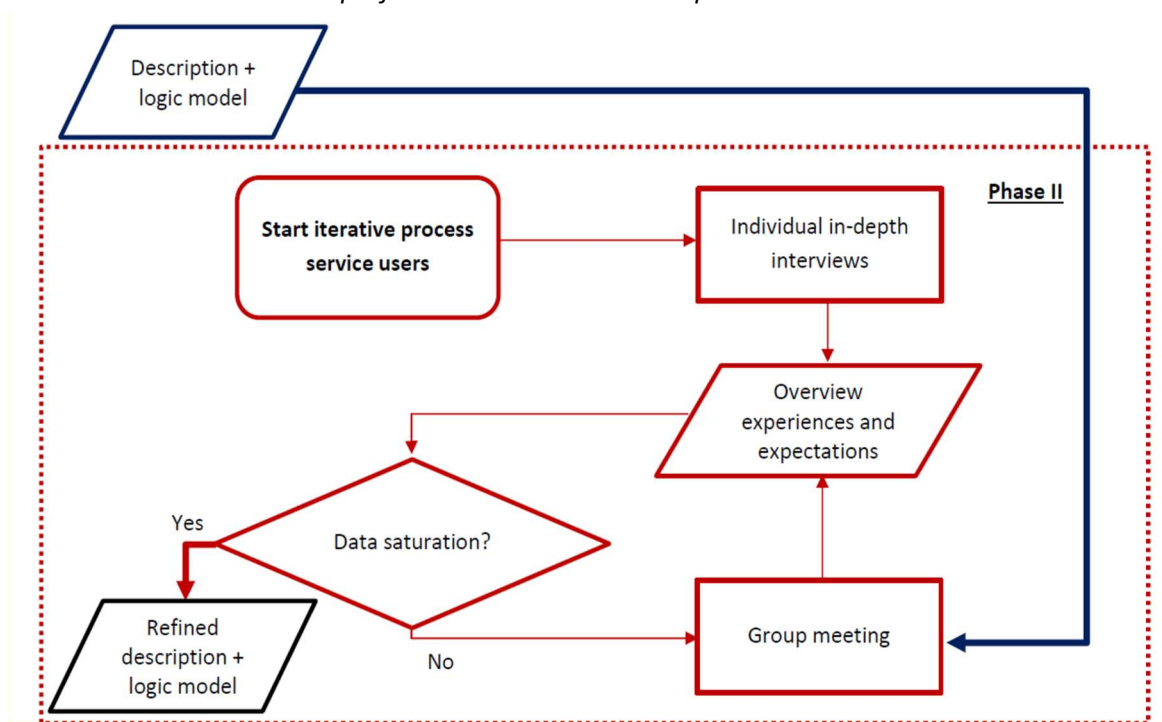 Description +
logic model
Phase II
Start iterative process
service users
Individual in-depth
interviews
Overview
experiences and
expectations
Yes
Data saturation?
Refined
description +
logic model
No
Group meeting